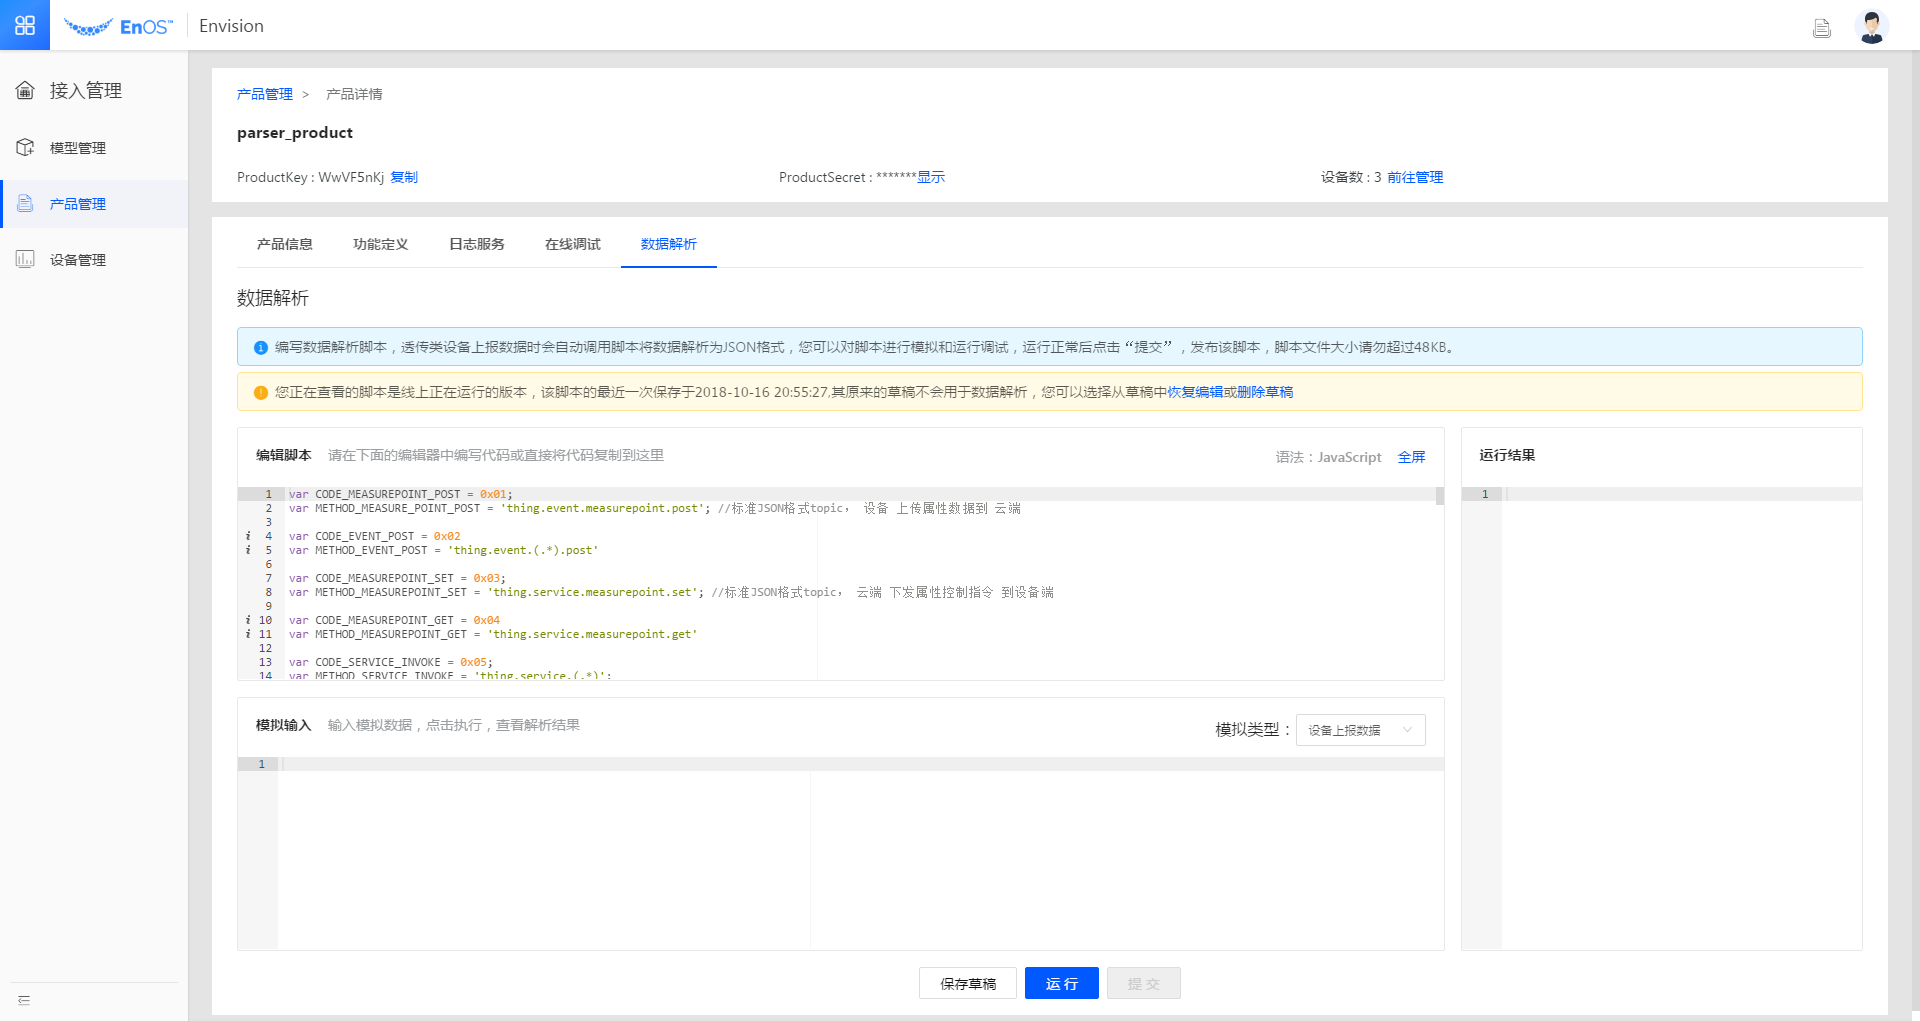 EnOS™ Envision
接入管理
模型管理
产品管理
设备管理
产品管理 > 产品详情
parser_product
ProductKey : WwVF5nKj 复制
ProductSecret : *******显示
设备数 : 3 前往管理
产品信息 功能定义 日志服务 在线调试 数据解析
数据解析
编写数据解析脚本，透传类设备上报数据时会自动调用脚本将数据解析为JSON格式，您可以对脚本进行模拟和运行调试，运行正常后点击“提交”，发布该脚本，脚本文件大小请勿超过48KB。
您正在查看的脚本是线上正在运行的版本，该脚本的最近一次保存于2018-10-16 20:55:27,其原来的草稿不会用于数据解析，您可以选择从草稿中恢复编辑或删除草稿
编辑脚本 请在下面的编辑器中编写代码或直接将代码复制到这里 语法：JavaScript 全屏
1 var CODE_MEASUREPOINT_POST = 0x01;
2 var METHOD_MEASURE_POINT_POST = 'thing.event.measurepoint.post'; //标准JSON格式topic， 设备 上传属性数据到 云端
3
i 4 var CODE_EVENT_POST = 0x02
i 5 var METHOD_EVENT_POST = 'thing.event.(.*).post'
6
7 var CODE_MEASUREPOINT_SET = 0x03;
8 var METHOD_MEASUREPOINT_SET = 'thing.service.measurepoint.set'; //标准JSON格式topic， 云端 下发属性控制指令 到设备端
9
i 10 var CODE_MEASUREPOINT_GET = 0x04
i 11 var METHOD_MEASUREPOINT_GET = 'thing.service.measurepoint.get'
12
13 var CODE_SERVICE_INVOKE = 0x05;
14 var METHOD_SERVICE_INVOKE = 'thing.service.(.*)';
运行结果
1
模拟输入 输入模拟数据，点击执行，查看解析结果 模拟类型： 设备上报数据
1
保存草稿 运 行 提 交